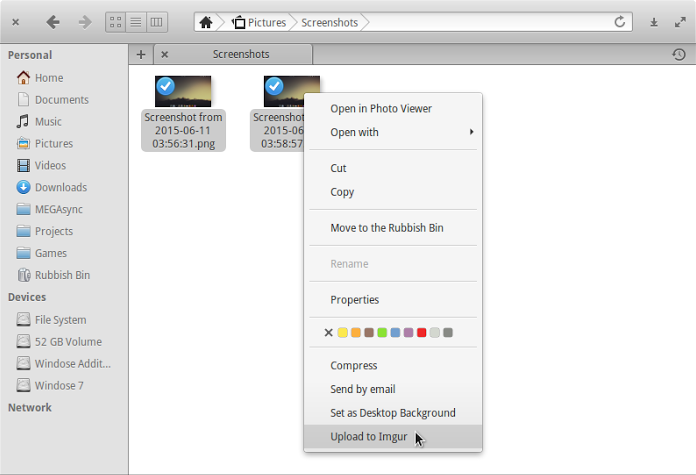 Pictures
Screenshots
Screenshots
Personal
Home
Documents
Music
Pictures
Videos
Downloads
MEGAsync
Projects
Games
Rubbish Bin
Devices
File System
52 GB Volume
Windose Addit...
Windose 7
Network
Screenshot from
2015-06-11
03:56:31.png
Screenshot
2015-06
03:58:57
Open in Photo Viewer
Open with
Cut
Copy
Move to the Rubbish Bin
Rename
Properties
Compress
Send by email
Set as Desktop Background
Upload to Imgur